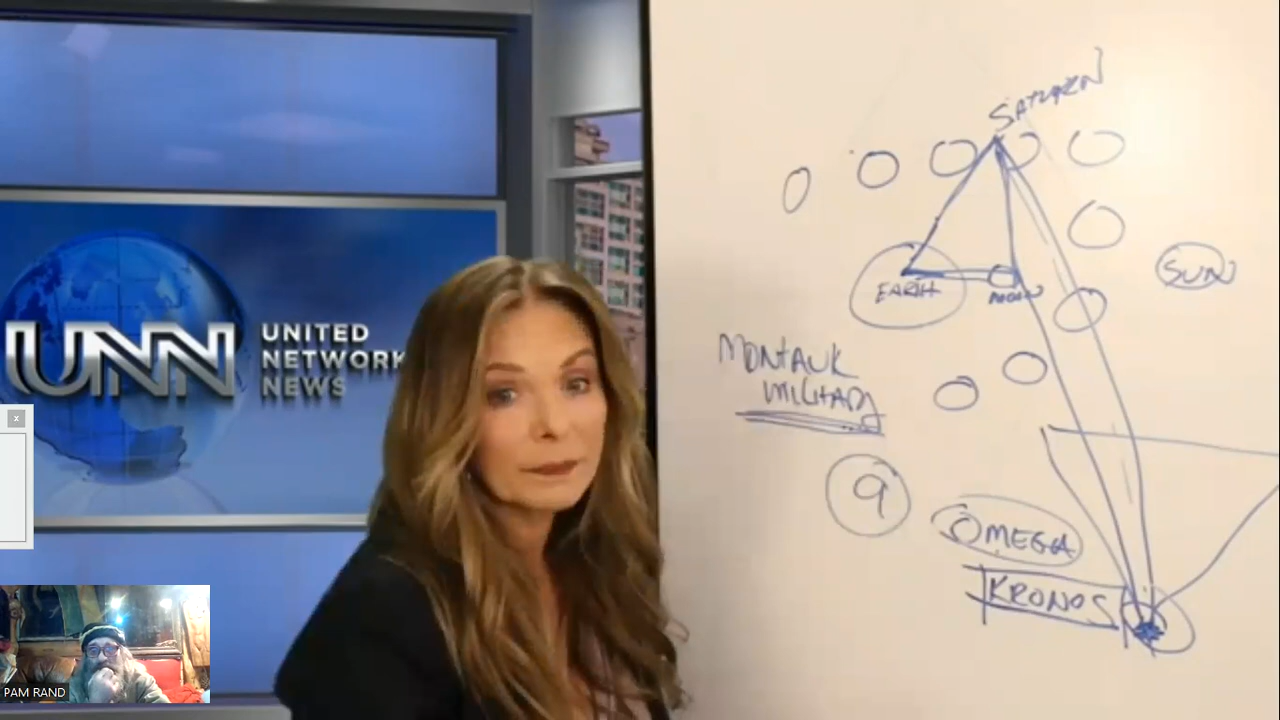 UNN
UNITED
NETWORK
NEWS
x
PAM RAND
SATURN
SUN
EARTH
MOON
MONTAUK
MILITARY
9
OMEGA
KRONOS